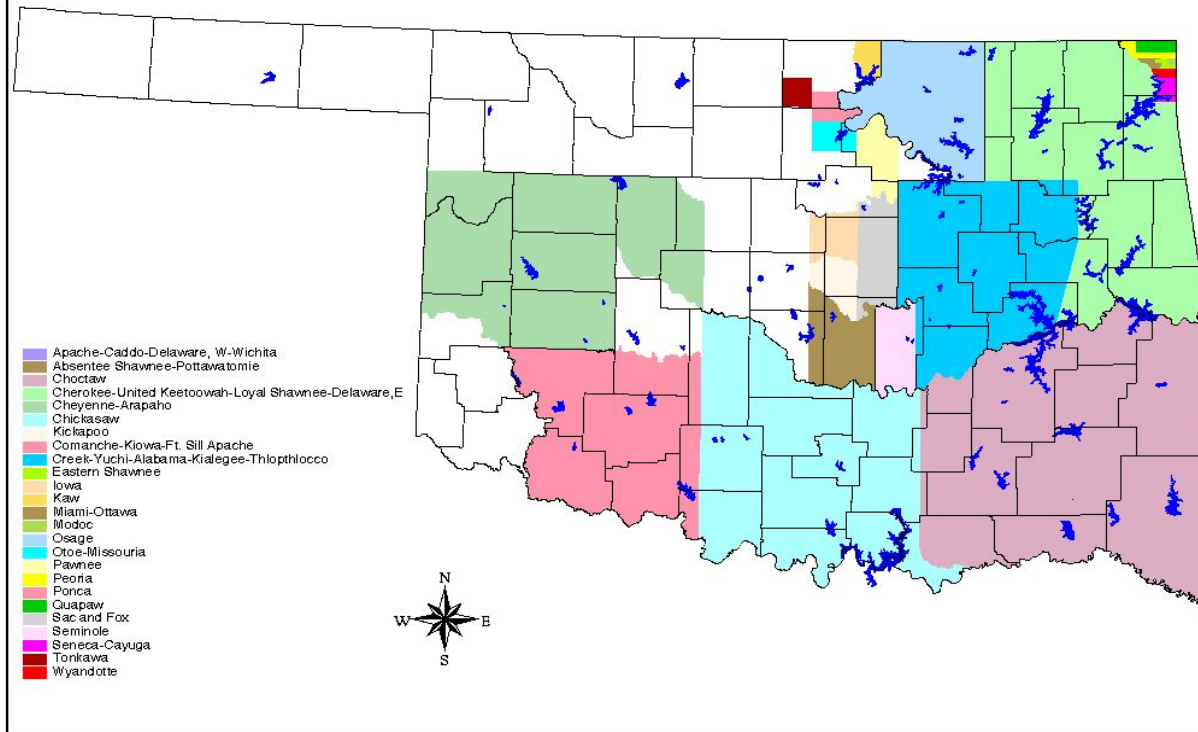 Apache-Caddo-Delaware, W-Wichita
Absentee Shawnee-Pottawatomie
Choctaw
Cherokee-United Keetoowah-Loyal Shawnee-Delaware,E
Cheyenne-Arapaho
Chickasaw
Kickapoo
Comanche-Kiowa-Ft. Sill Apache
Creek-Yuchi-Alabama-Kialegee-Thlopthlocco
Eastern Shawnee
Iowa
Kaw
Miami-Ottawa
Modoc
Osage
Otoe-Missouria
Pawnee
Peoria
Ponca
Quapaw
Sac and Fox
Seminole
Seneca-Cayuga
Tonkawa
Wyandotte
N
W E
S